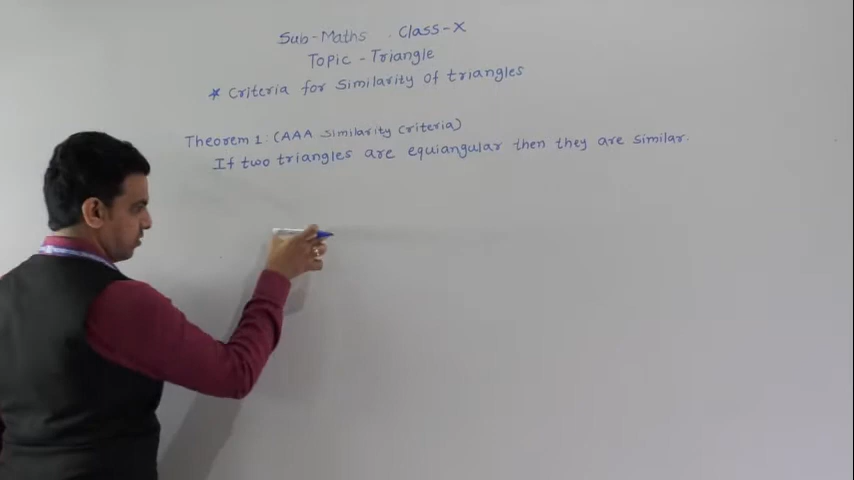 Sub-Maths . Class-X
Topic - Triangle
* Criteria for Similarity of triangles
Theorem 1: (AAA Similarity Criteria)
If two triangles are equiangular then they are similar.